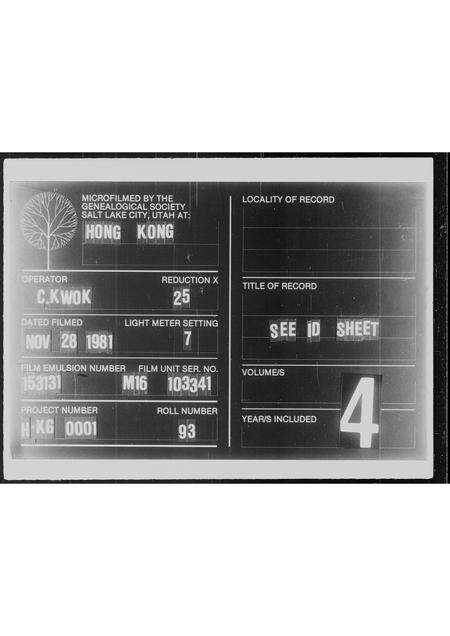 MICROFILMED BY THE
GENEALOGICAL SOCIETY
SALT LAKE CITY, UTAH AT:
HONG KONG
OPERATOR
REDUCTION X
C.KWOK
25
DATED FILMED
LIGHT METER SETTING
NOV 28 1981
7
FILM EMULSION NUMBER
FILM UNIT SER. NO.
153131
M16 103341
PROJECT NUMBER
ROLL NUMBER
H-KG 0001
93
LOCALITY OF RECORD
TITLE OF RECORD
SEE ID SHEET
VOLUME/S
YEAR/S INCLUDED
4